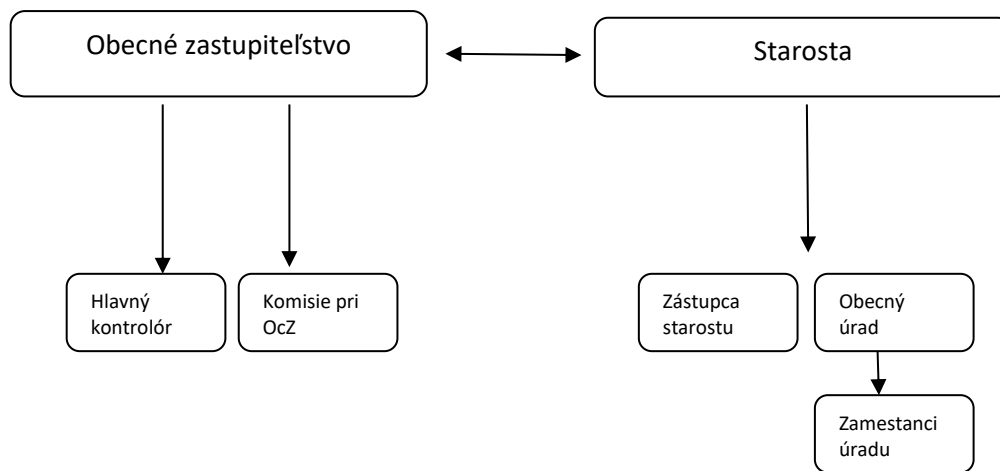 Obecné zastupiteľstvo
Starosta
Hlavný
kontrolór
Komisie pri
OcZ
Zástupca
starostu
Obecný
úrad
Zamestanci
úradu